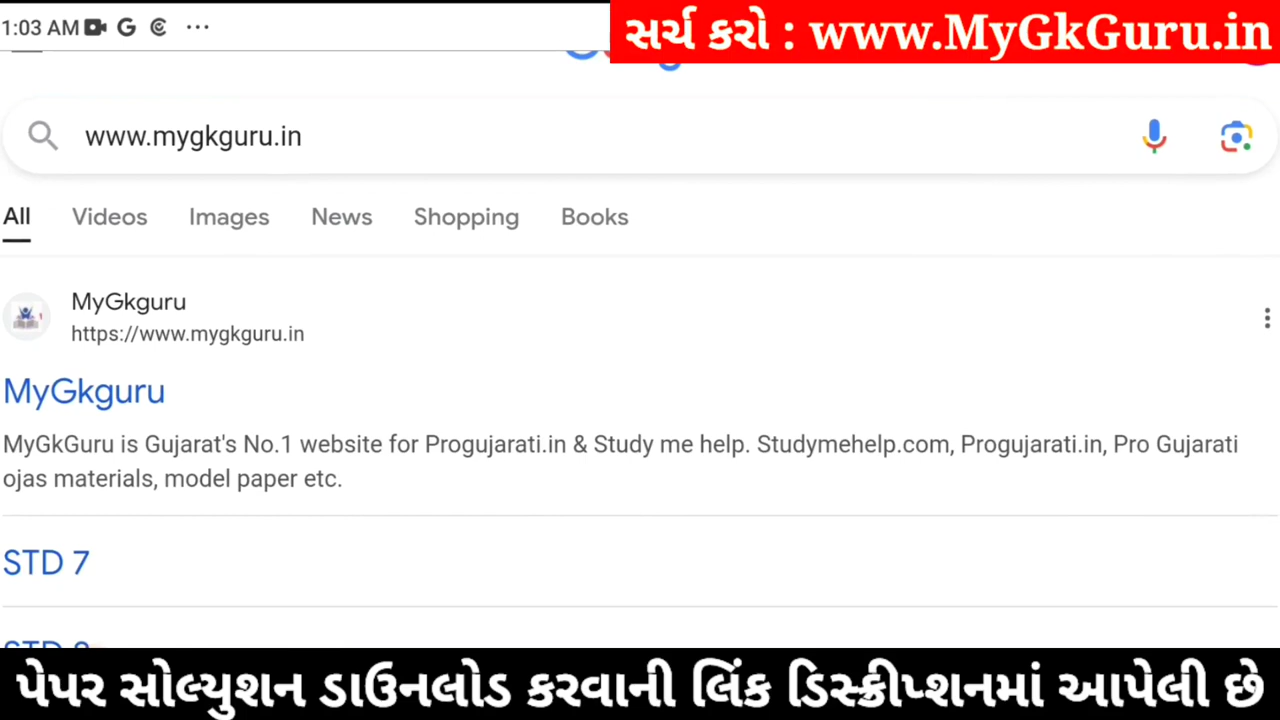 1:03 AM
સર્ચ કરો : www.MyGkGuru.in
www.mygkguru.in
All Videos Images News Shopping Books
MyGkguru
https://www.mygkguru.in
MyGkguru
MyGkGuru is Gujarat's No.1 website for Progujarati.in & Study me help. Studymehelp.com, Progujarati.in, Pro Gujarati
ojas materials, model paper etc.
STD 7
પેપર સોલ્યુશન ડાઉનલોડ કરવાની લિંક ડિસ્ક્રીપ્શનમાં આપેલી છે